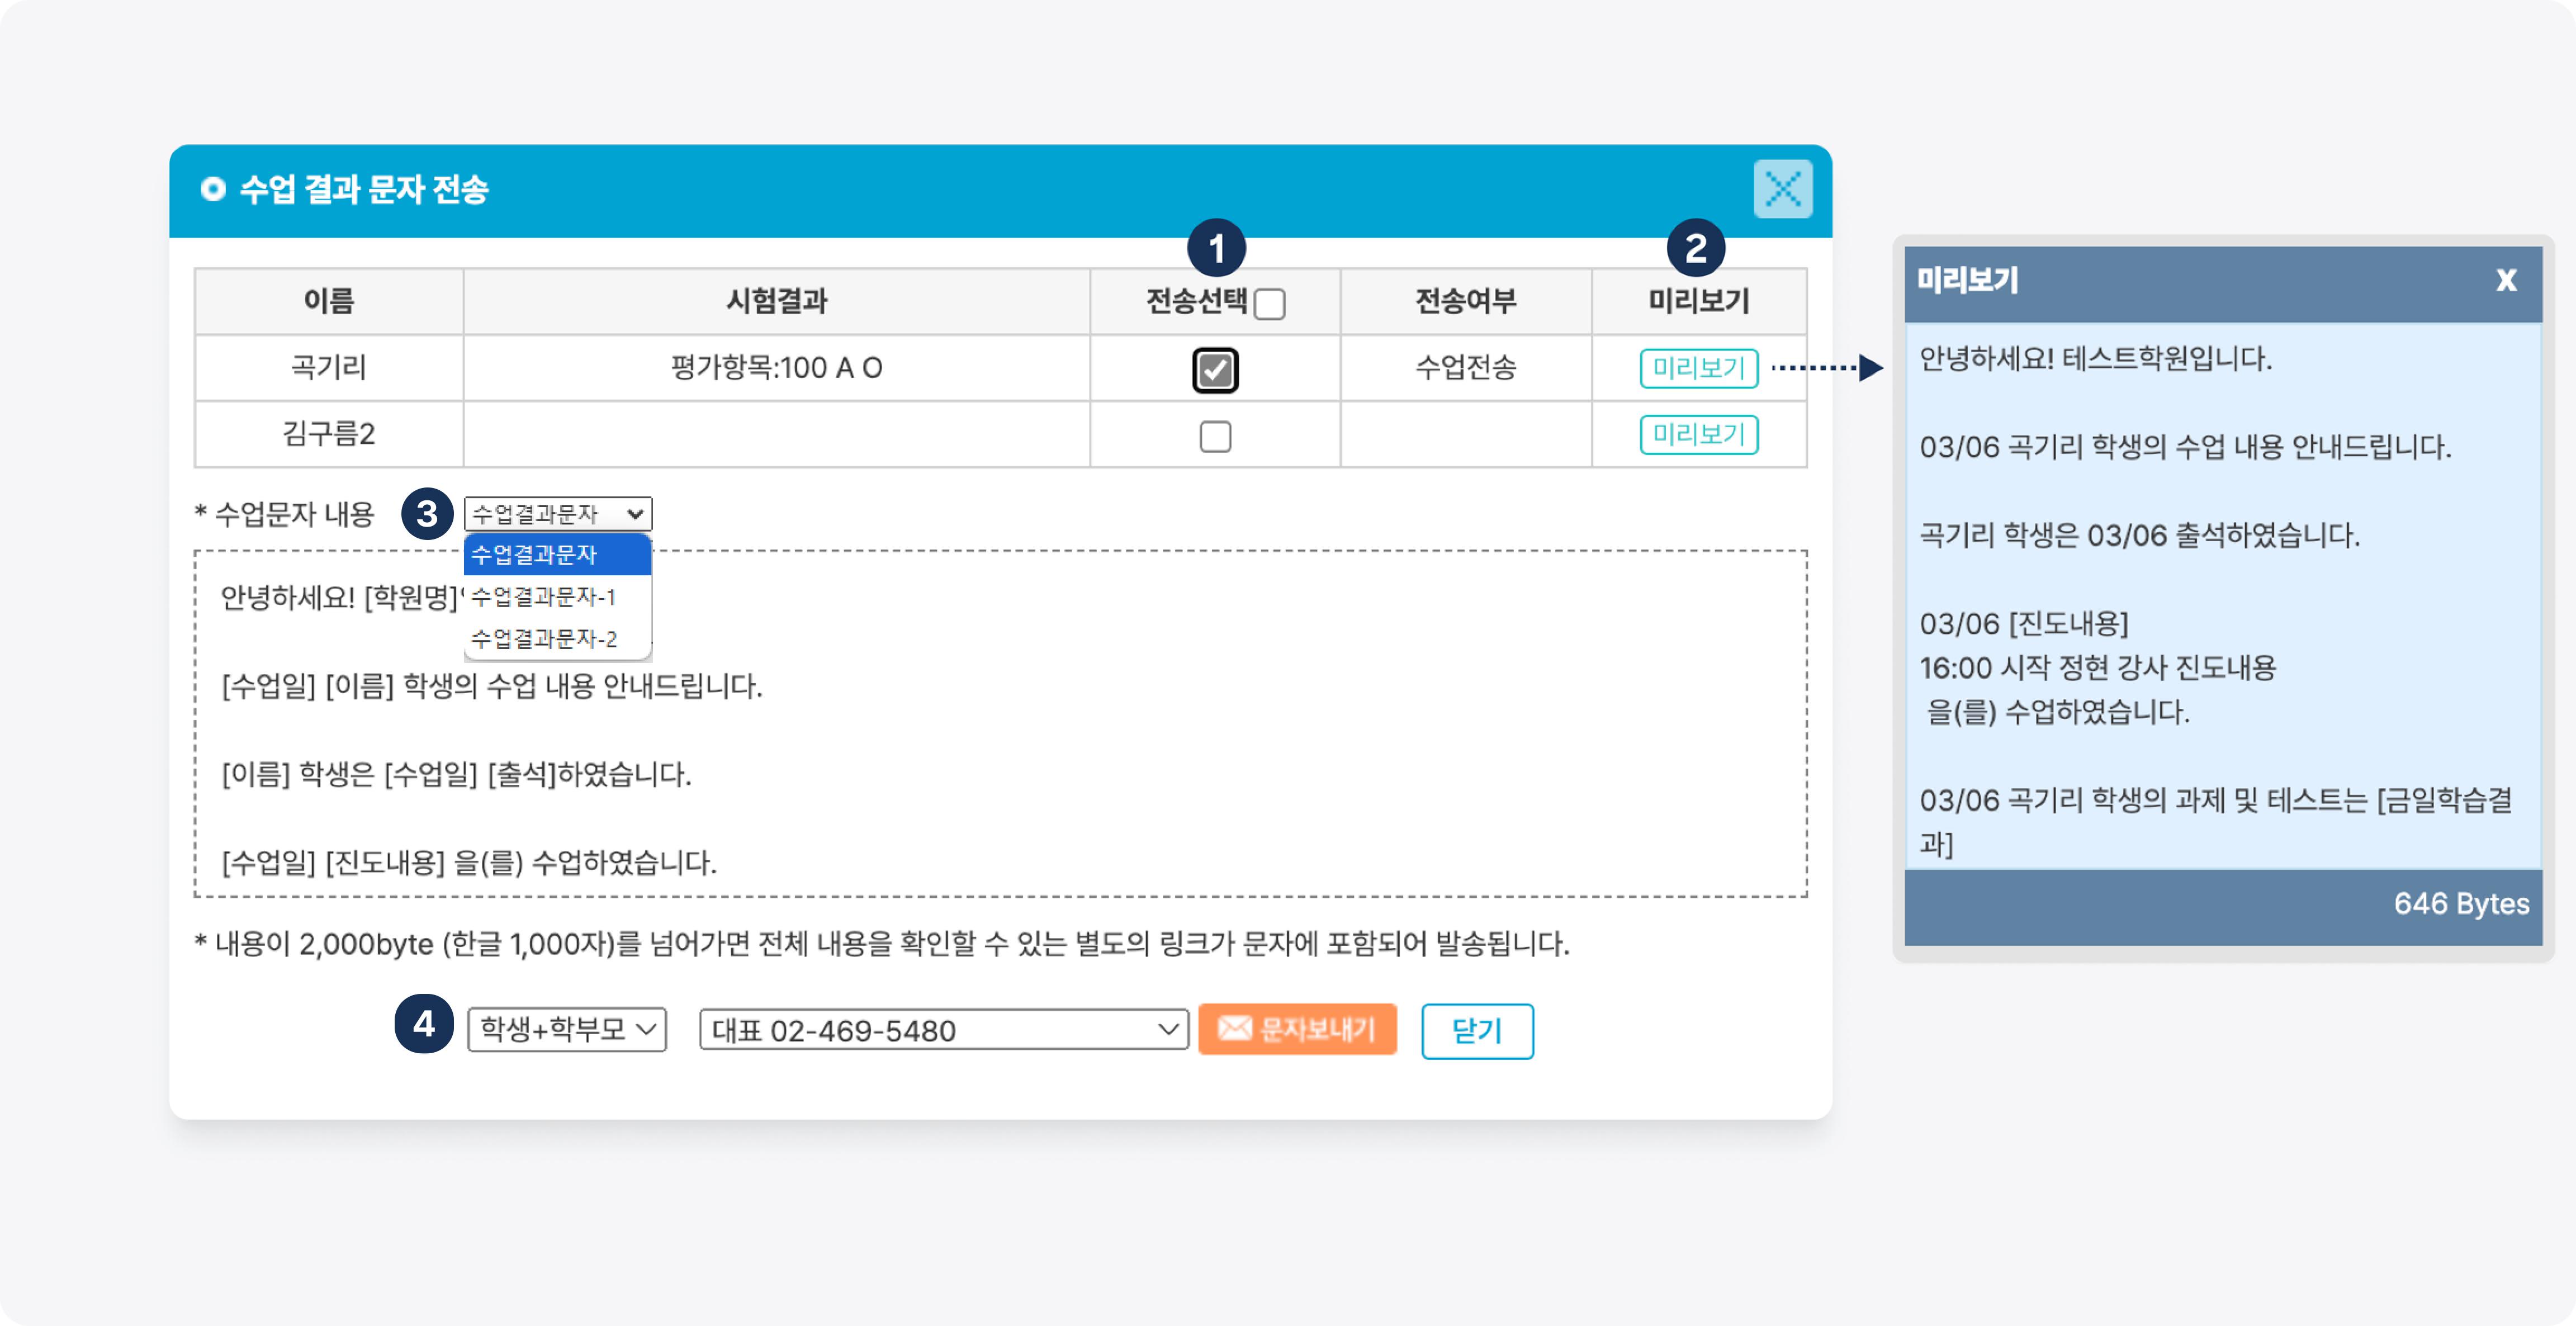 수업 결과 문자 전송
1
2
이름 시험결과 전송선택 전송여부 미리보기
곡기리 평가항목:100 A O 수업전송 미리보기
김구름2 미리보기
* 수업문자 내용 3 수업결과문자
수업결과문자
수업결과문자-1
수업결과문자-2
안녕하세요! [학원명]
[수업일] [이름] 학생의 수업 내용 안내드립니다.
[이름] 학생은 [수업일] [출석]하였습니다.
[수업일] [진도내용] 을(를) 수업하였습니다.
* 내용이 2,000byte (한글 1,000자)를 넘어가면 전체 내용을 확인할 수 있는 별도의 링크가 문자에 포함되어 발송됩니다.
4 학생+학부모 대표 02-469-5480 문자보내기 닫기
미리보기 X
안녕하세요! 테스트학원입니다.
03/06 곡기리 학생의 수업 내용 안내드립니다.
곡기리 학생은 03/06 출석하였습니다.
03/06 [진도내용]
16:00 시작 정현 강사 진도내용
을(를) 수업하였습니다.
03/06 곡기리 학생의 과제 및 테스트는 [금일학습결
과]
646 Bytes